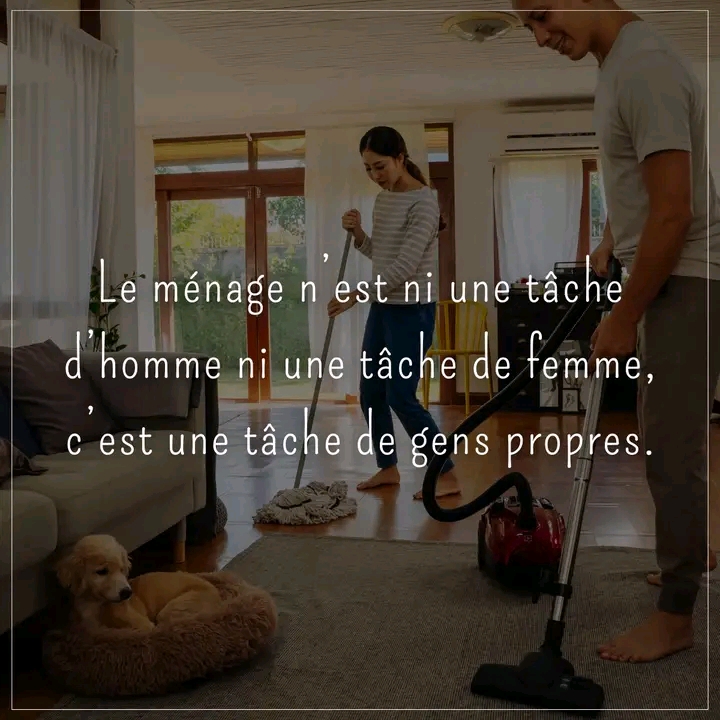 Le ménage n'est ni une tâche
d'homme ni une tâche de femme,
c'est une tâche de gens propres.